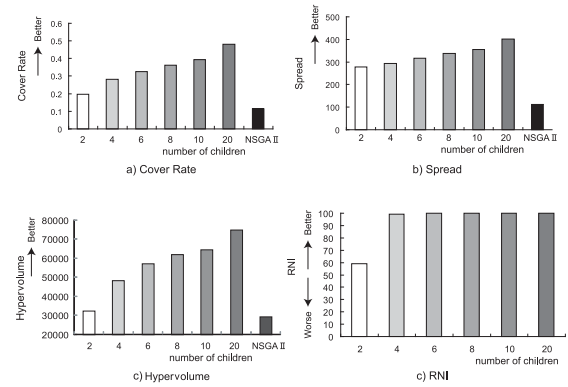 Cover Rate
Better
0.6
0.5
0.4
0.3
0.2
0.1
0
2 4 6 8 10 20 NSGA II
number of children
a) Cover Rate
Spread
Better
500
400
300
200
100
0
2 4 6 8 10 20 NSGA II
number of children
b) Spread
Hypervolume
Better
80000
70000
60000
50000
40000
30000
20000
2 4 6 8 10 20 NSGA II
number of children
c) Hypervolume
RNI
Worse
Better
100
90
80
70
60
50
40
30
20
10
0
2 4 6 8 10 20
number of children
c) RNI